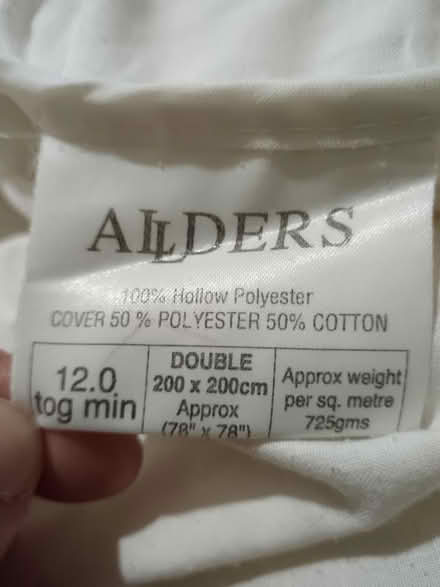 ALLDERS
100% Hollow Polyester
COVER 50 % POLYESTER 50% COTTON
12.0
tog min
DOUBLE
200 x 200cm
Approx
(78" x 78")
Approx weight
per sq. metre
725gms